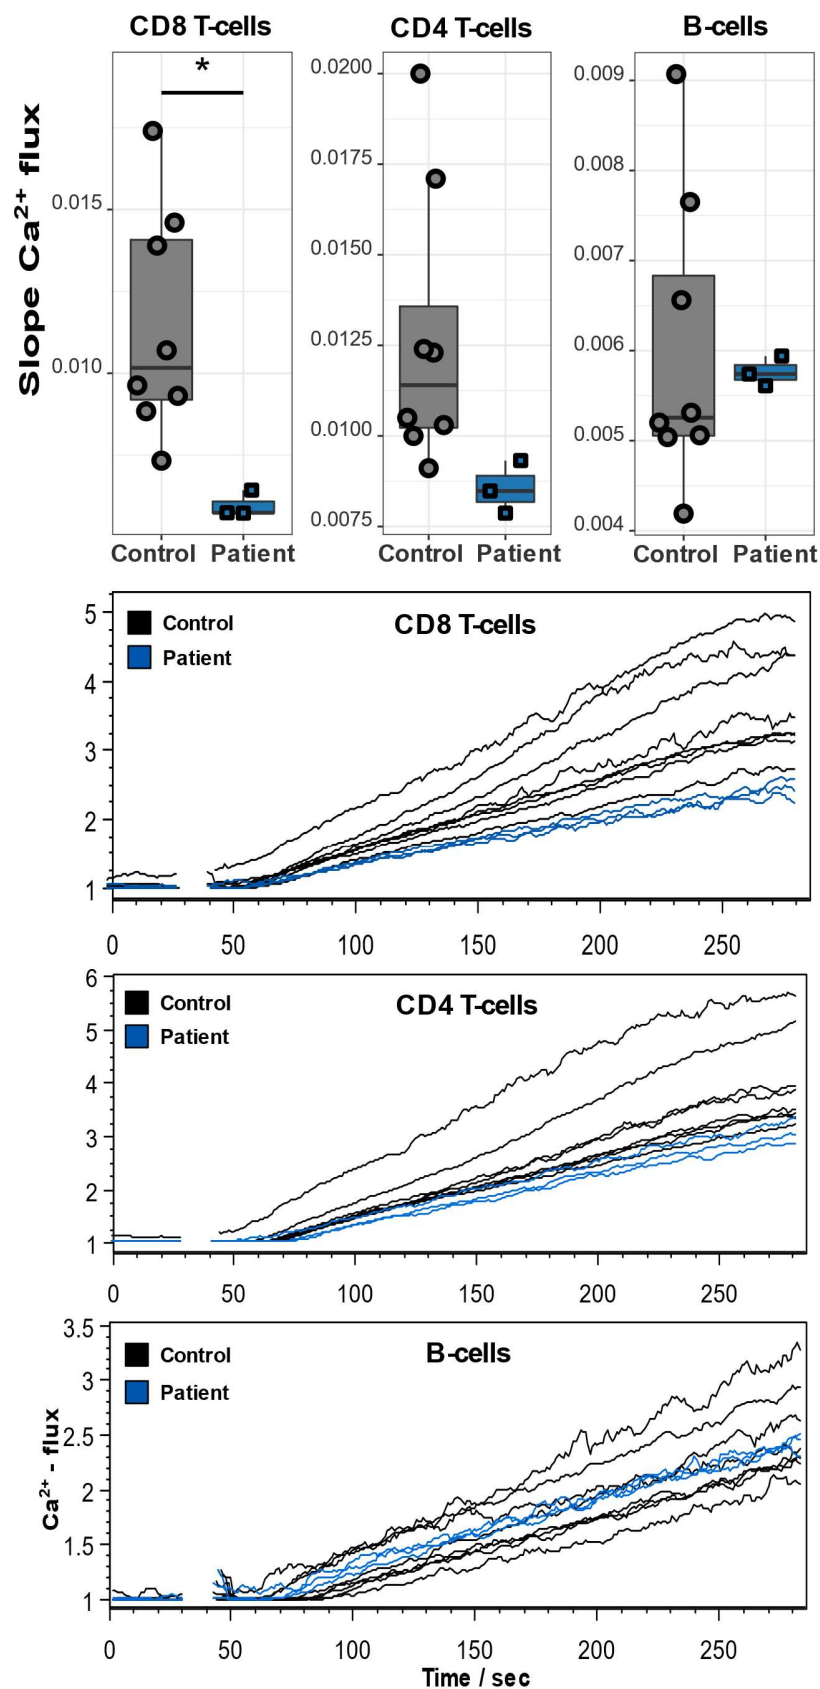 CD8 T-cells
CD4 T-cells
B-cells
Slope Ca²⁺ flux
*
0.015
0.010
0.0200
0.0175
0.0150
0.0125
0.0100
0.0075
0.009
0.008
0.007
0.006
0.005
0.004
Control Patient
Control Patient
Control Patient
CD8 T-cells
Control
Patient
5
4
3
2
1
0 50 100 150 200 250
CD4 T-cells
Control
Patient
6
5
4
3
2
1
0 50 100 150 200 250
B-cells
Control
Patient
Ca²⁺ - flux
3.5
3
2.5
2
1.5
1
0 50 100 150 200 250
Time / sec